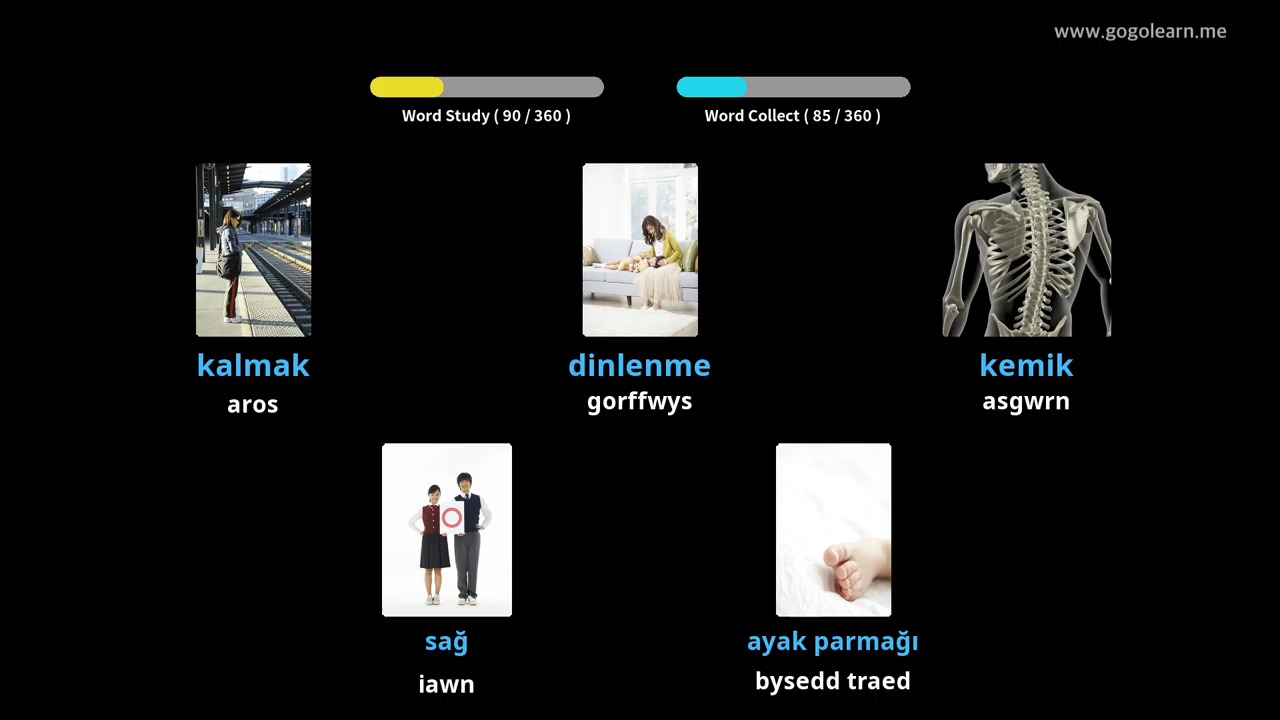 www.gogolearn.me
Word Study ( 90 / 360 )
Word Collect ( 85 / 360 )
kalmak
aros
dinlenme
gorffwys
kemik
asgwrn
sağ
iawn
ayak parmağı
bysedd traed